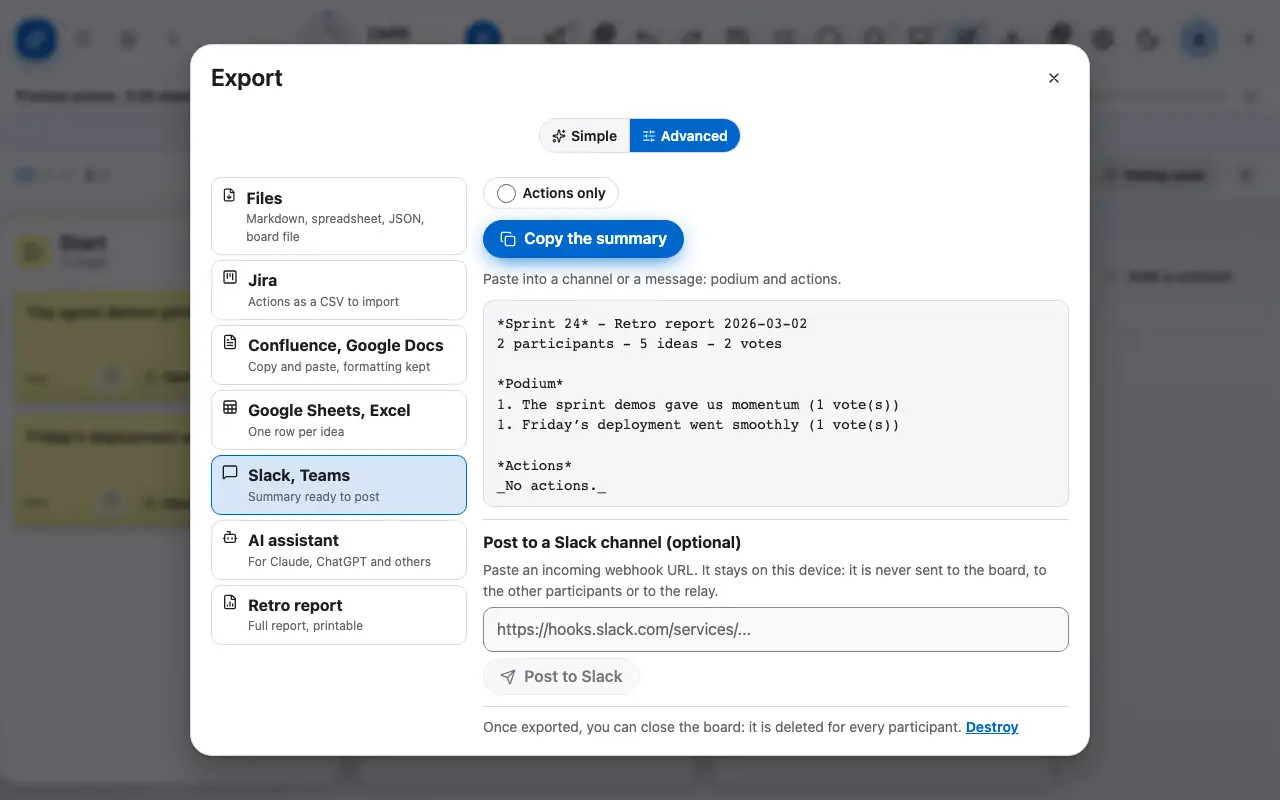 Export
Simple
Advanced
Files
Markdown, spreadsheet, JSON,
board file
Jira
Actions as a CSV to import
Confluence, Google Docs
Copy and paste, formatting kept
Google Sheets, Excel
One row per idea
Slack, Teams
Summary ready to post
AI assistant
For Claude, ChatGPT and others
Retro report
Full report, printable
Actions only
Copy the summary
Paste into a channel or a message: podium and actions.
*Sprint 24* – Retro report 2026-03-02
2 participants – 5 ideas – 2 votes
*Podium*
1. The sprint demos gave us momentum (1 vote(s))
1. Friday’s deployment went smoothly (1 vote(s))
*Actions*
_No actions._
Post to a Slack channel (optional)
Paste an incoming webhook URL. It stays on this device: it is never sent to the board, to
the other participants or to the relay.
https://hooks.slack.com/services/...
Post to Slack
Once exported, you can close the board: it is deleted for every participant. Destroy
Start